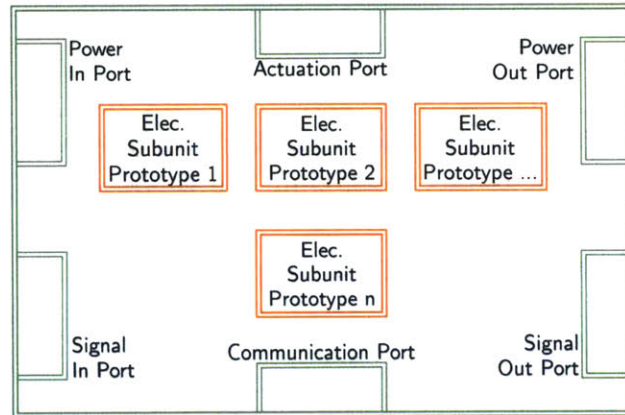 Power
In Port
Actuation Port
Power
Out Port
Elec.
Subunit
Prototype 1
Elec.
Subunit
Prototype 2
Elec.
Subunit
Prototype ...
Elec.
Subunit
Prototype n
Signal
In Port
Communication Port
Signal
Out Port